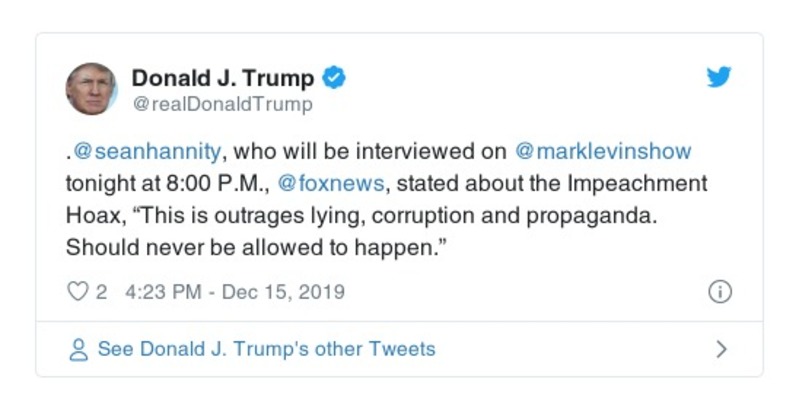 Donald J. Trump
@realDonaldTrump
.@seanhannity, who will be interviewed on @marklevinshow
tonight at 8:00 P.M., @foxnews, stated about the Impeachment
Hoax, “This is outrages lying, corruption and propaganda.
Should never be allowed to happen.”
2 4:23 PM - Dec 15, 2019
See Donald J. Trump's other Tweets